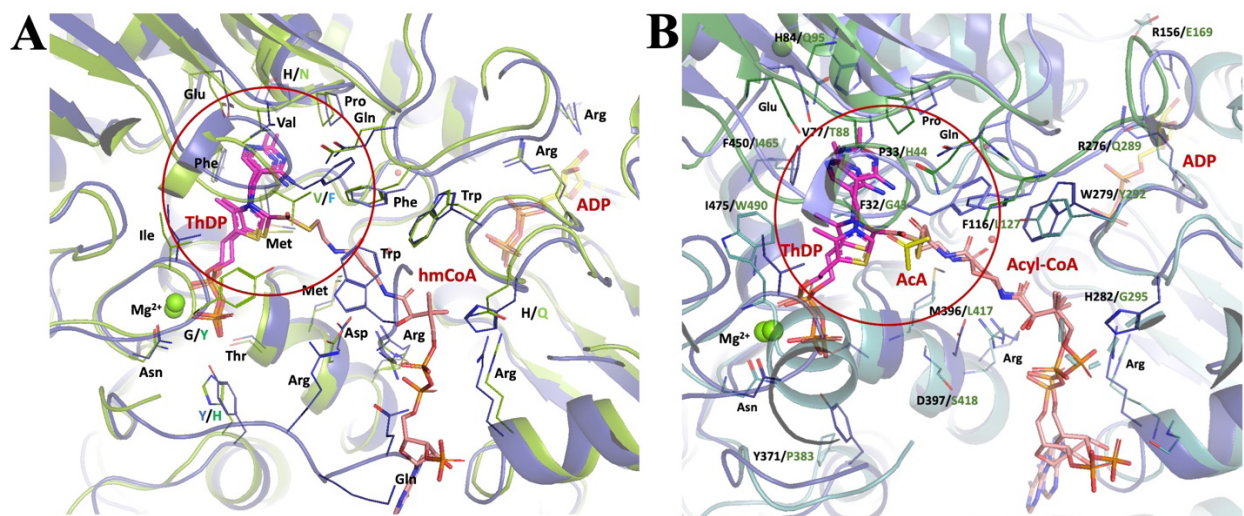 A
H/N
Glu
Pro
Gln
Val
Arg
Arg
Phe
V/F
Phe
Trp
ADP
ThDP
Ile
Met
Trp
hmCoA
Mg²⁺
Met
H/Q
G/Y
Asp
Arg
Asn
Thr
Arg
Arg
Y/H
Gln
B
H84/Q95
R156/E169
Glu
Pro
Gln
V77/T88
F450/I465
P33/H44
R276/Q289
ADP
I475/W490
F32/G43
W279/Y292
F116/L127
ThDP
AcA
Acyl-CoA
H282/G295
M396/L417
Mg²⁺
Arg
Arg
Asn
D397/S418
Y371/P383